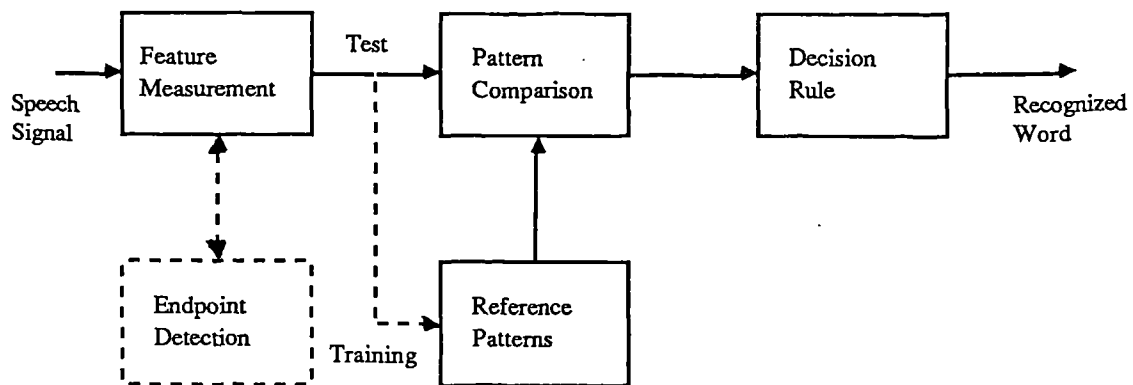 Speech
Signal
Feature
Measurement
Test
Pattern
Comparison
Decision
Rule
Recognized
Word
Endpoint
Detection
Training
Reference
Patterns